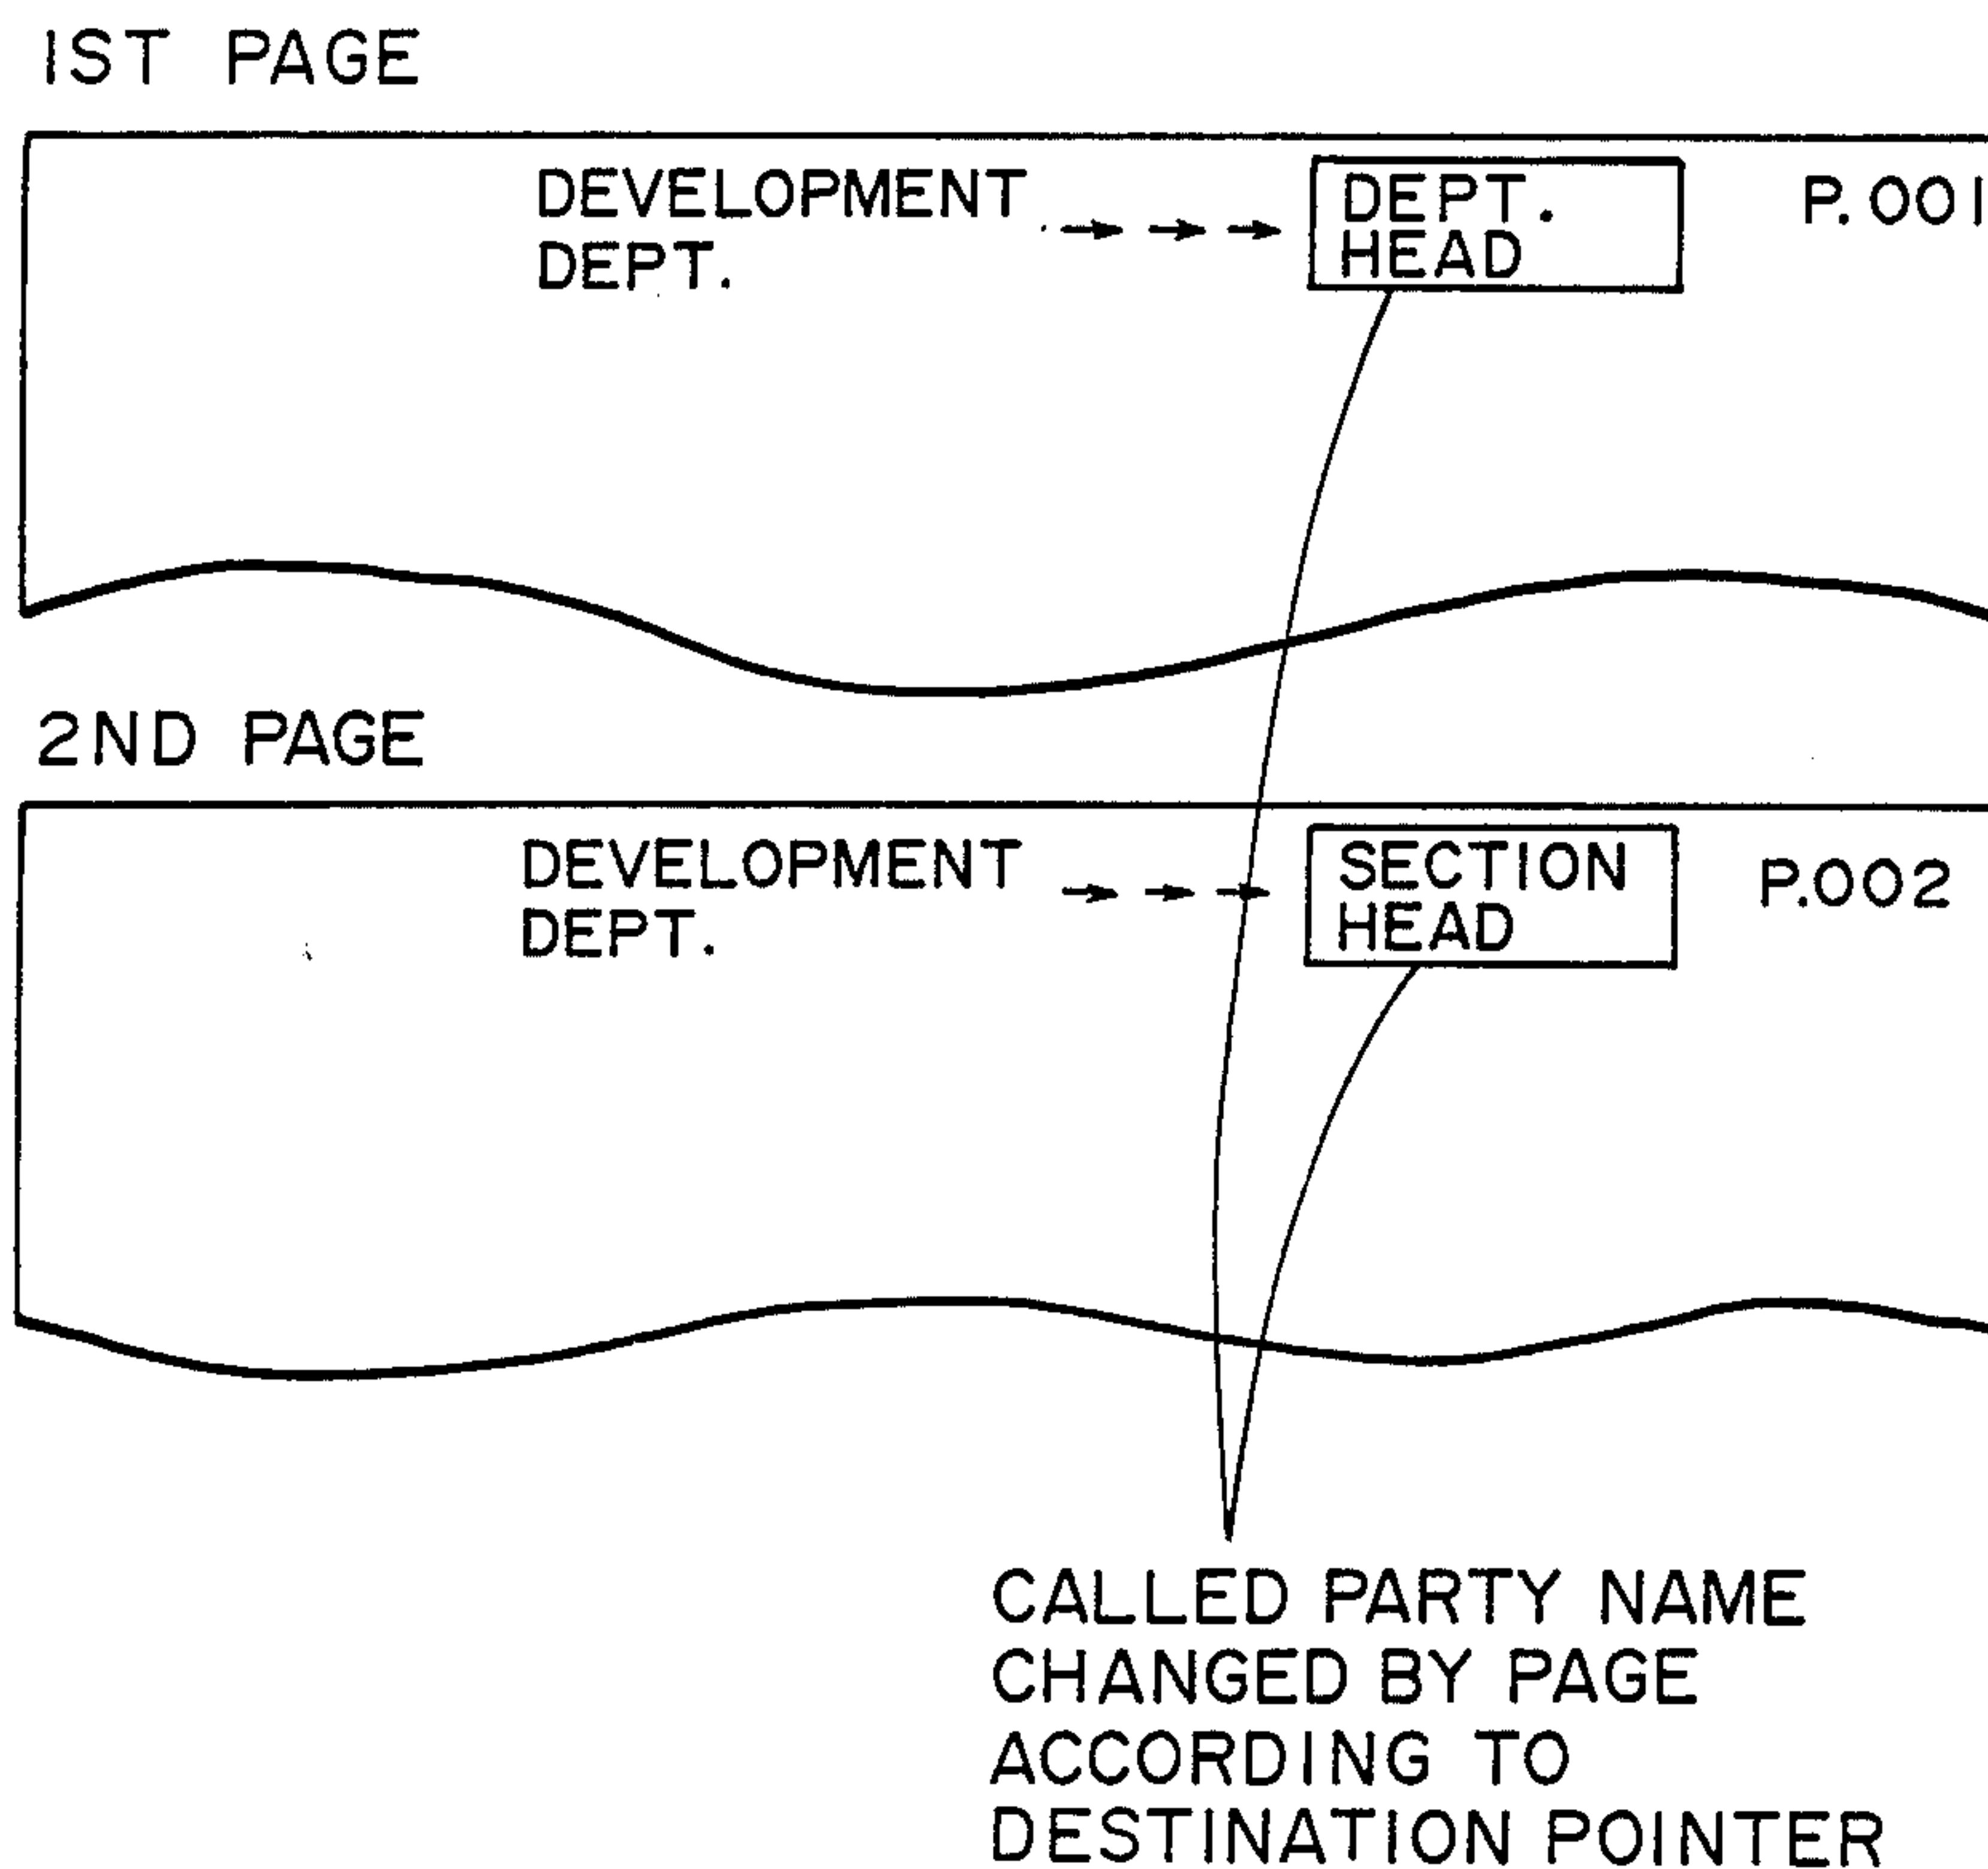 1ST PAGE
DEVELOPMENT DEPT.
DEPT. HEAD
P.001
2ND PAGE
DEVELOPMENT DEPT.
SECTION HEAD
P.002
CALLED PARTY NAME
CHANGED BY PAGE
ACCORDING TO
DESTINATION POINTER